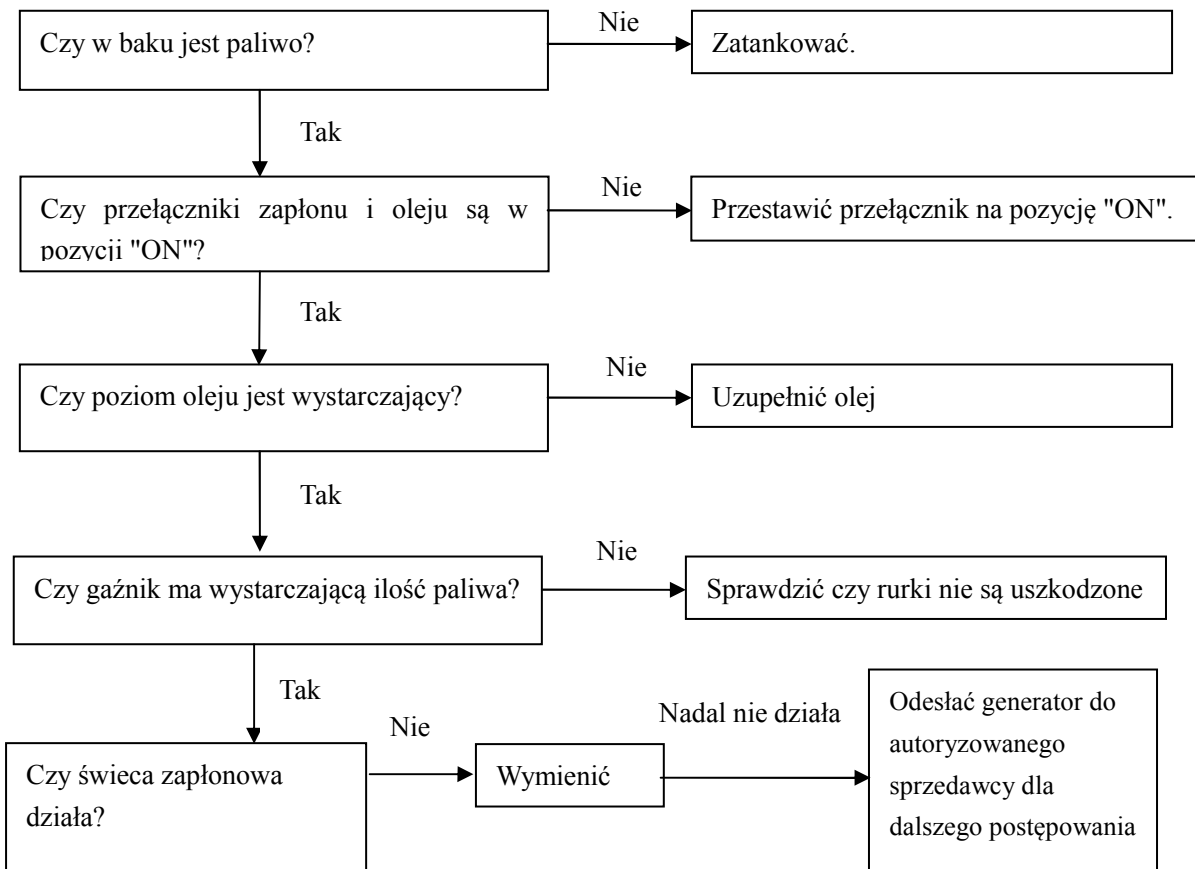 Czy w baku jest paliwo?
Nie
Zatankować.
Tak
Czy przełączniki zapłonu i oleju są w
pozycji "ON"?
Nie
Przestawić przełącznik na pozycję "ON".
Tak
Czy poziom oleju jest wystarczający?
Nie
Uzupełnić olej
Tak
Czy gaźnik ma wystarczającą ilość paliwa?
Nie
Sprawdzić czy rurki nie są uszkodzone
Tak
Czy świeca zapłonowa
działa?
Nie
Wymienić
Nadal nie działa
Odesłać generator do
autoryzowanego
sprzedawcy dla
dalszego postępowania